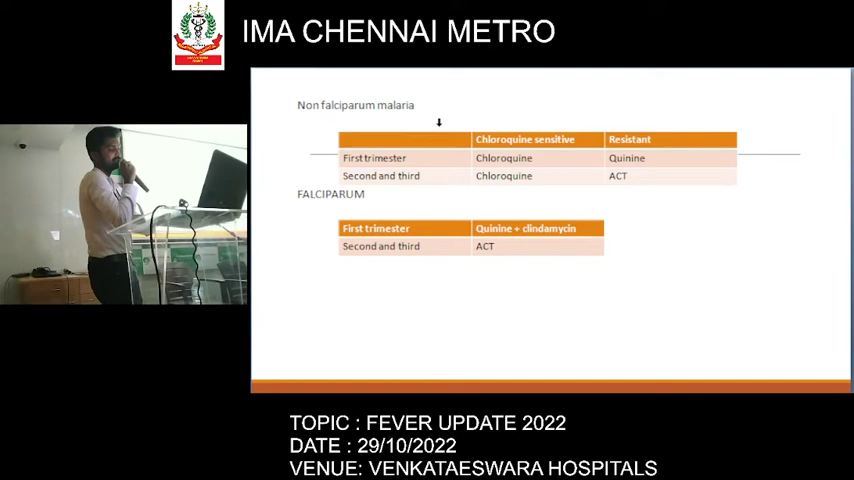 IMA CHENNAI METRO
Non falciparum malaria
Chloroquine sensitive Resistant
First trimester Chloroquine Quinine
Second and third Chloroquine ACT
FALCIPARUM
First trimester Quinine + clindamycin
Second and third ACT
TOPIC : FEVER UPDATE 2022
DATE : 29/10/2022
VENUE: VENKATAESWARA HOSPITALS